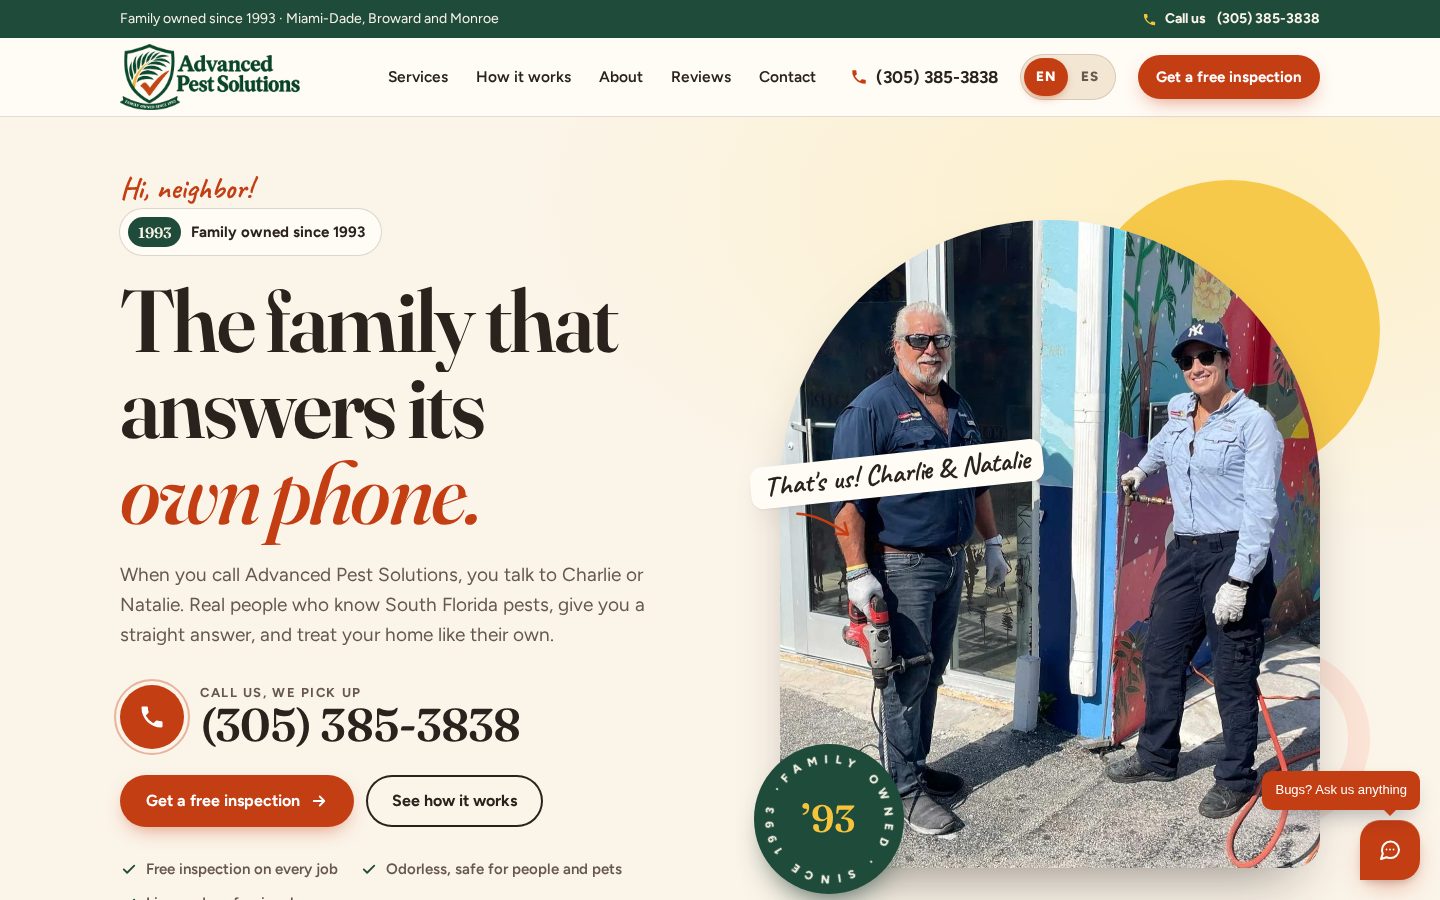 Family owned since 1993 · Miami-Dade, Broward and Monroe
Call us (305) 385-3838
Advanced
Pest Solutions
FAMILY OWNED SINCE 1993
Services
How it works
About
Reviews
Contact
(305) 385-3838
EN
ES
Get a free inspection
Hi, neighbor!
1993 Family owned since 1993
The family that
answers its
own phone.
When you call Advanced Pest Solutions, you talk to Charlie or
Natalie. Real people who know South Florida pests, give you a
straight answer, and treat your home like their own.
CALL US, WE PICK UP
(305) 385-3838
Get a free inspection
See how it works
Free inspection on every job
Odorless, safe for people and pets
That's us! Charlie & Natalie
· FAMILY OWNED · SINCE 1993
’93
Bugs? Ask us anything